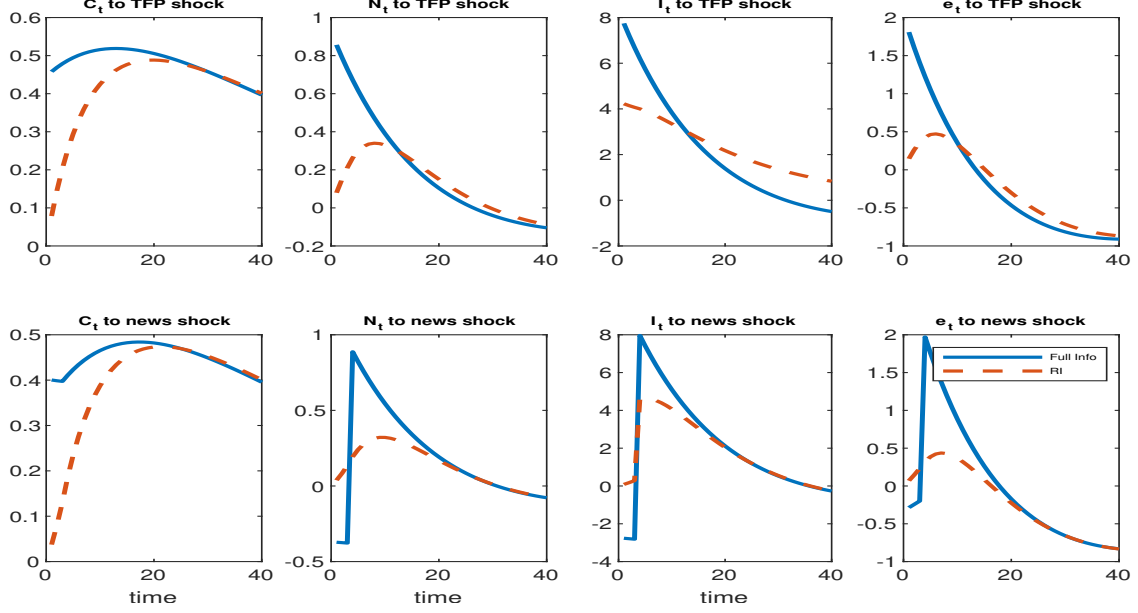 C_t to TFP shock
0.6
0.5
0.4
0.3
0.2
0.1
0
0 20 40
N_t to TFP shock
1
0.8
0.6
0.4
0.2
0
-0.2
0 20 40
I_t to TFP shock
8
6
4
2
0
-2
0 20 40
e_t to TFP shock
2
1.5
1
0.5
0
-0.5
-1
0 20 40
C_t to news shock
0.5
0.4
0.3
0.2
0.1
0
0 20 40
time
N_t to news shock
1
0.5
0
-0.5
0 20 40
time
I_t to news shock
8
6
4
2
0
-2
-4
0 20 40
time
e_t to news shock
2
1.5
1
0.5
0
-0.5
-1
0 20 40
time
Full Info
RI